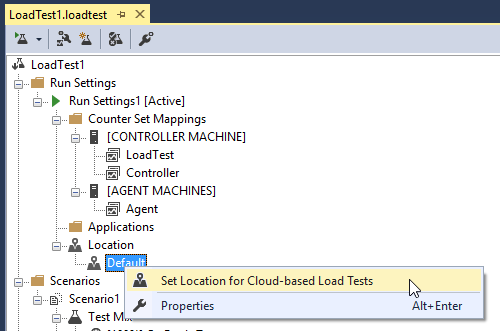 LoadTest1.loadtest
LoadTest1
Run Settings
Run Settings1 [Active]
Counter Set Mappings
[CONTROLLER MACHINE]
LoadTest
Controller
[AGENT MACHINES]
Agent
Applications
Location
Default
Set Location for Cloud-based Load Tests
Properties Alt+Enter
Scenarios
Scenario1
Test